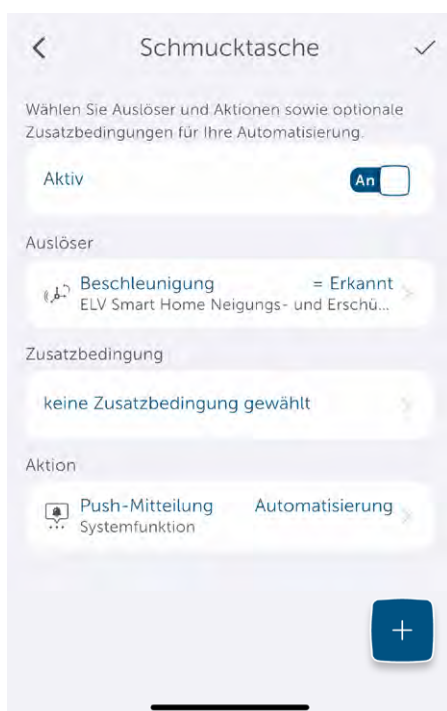 Schmucktasche
Wählen Sie Auslöser und Aktionen sowie optionale
Zusatzbedingungen für Ihre Automatisierung.
Aktiv An
Auslöser
Beschleunigung = Erkannt
ELV Smart Home Neigungs- und Erschü...
Zusatzbedingung
keine Zusatzbedingung gewählt
Aktion
Push-Mitteilung Automatisierung
Systemfunktion